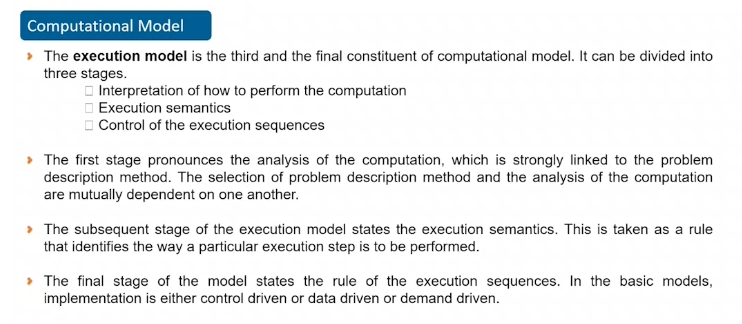 Computational Model
The execution model is the third and the final constituent of computational model. It can be divided into
three stages.
Interpretation of how to perform the computation
Execution semantics
Control of the execution sequences
The first stage pronounces the analysis of the computation, which is strongly linked to the problem
description method. The selection of problem description method and the analysis of the computation
are mutually dependent on one another.
The subsequent stage of the execution model states the execution semantics. This is taken as a rule
that identifies the way a particular execution step is to be performed.
The final stage of the model states the rule of the execution sequences. In the basic models,
implementation is either control driven or data driven or demand driven.